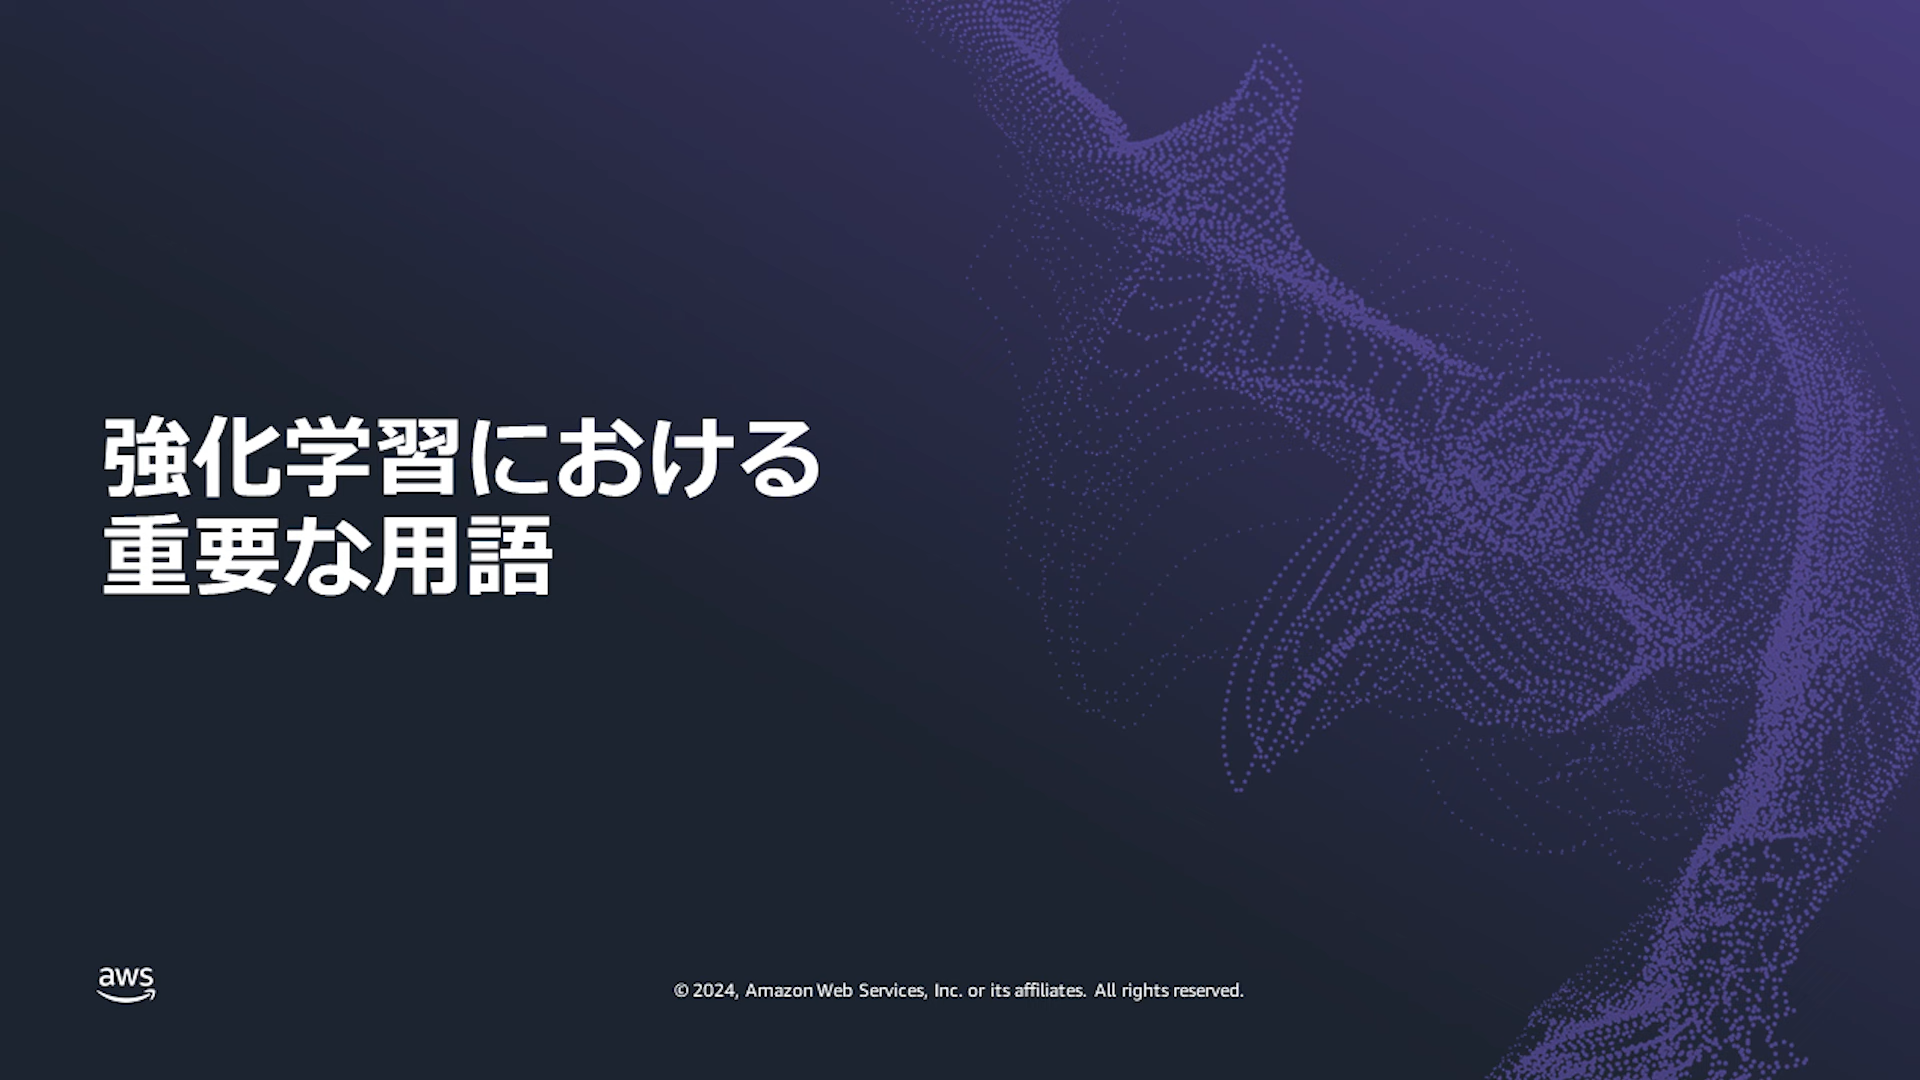 強化学習における
重要な用語
aws
© 2024, Amazon Web Services, Inc. or its affiliates. All rights reserved.